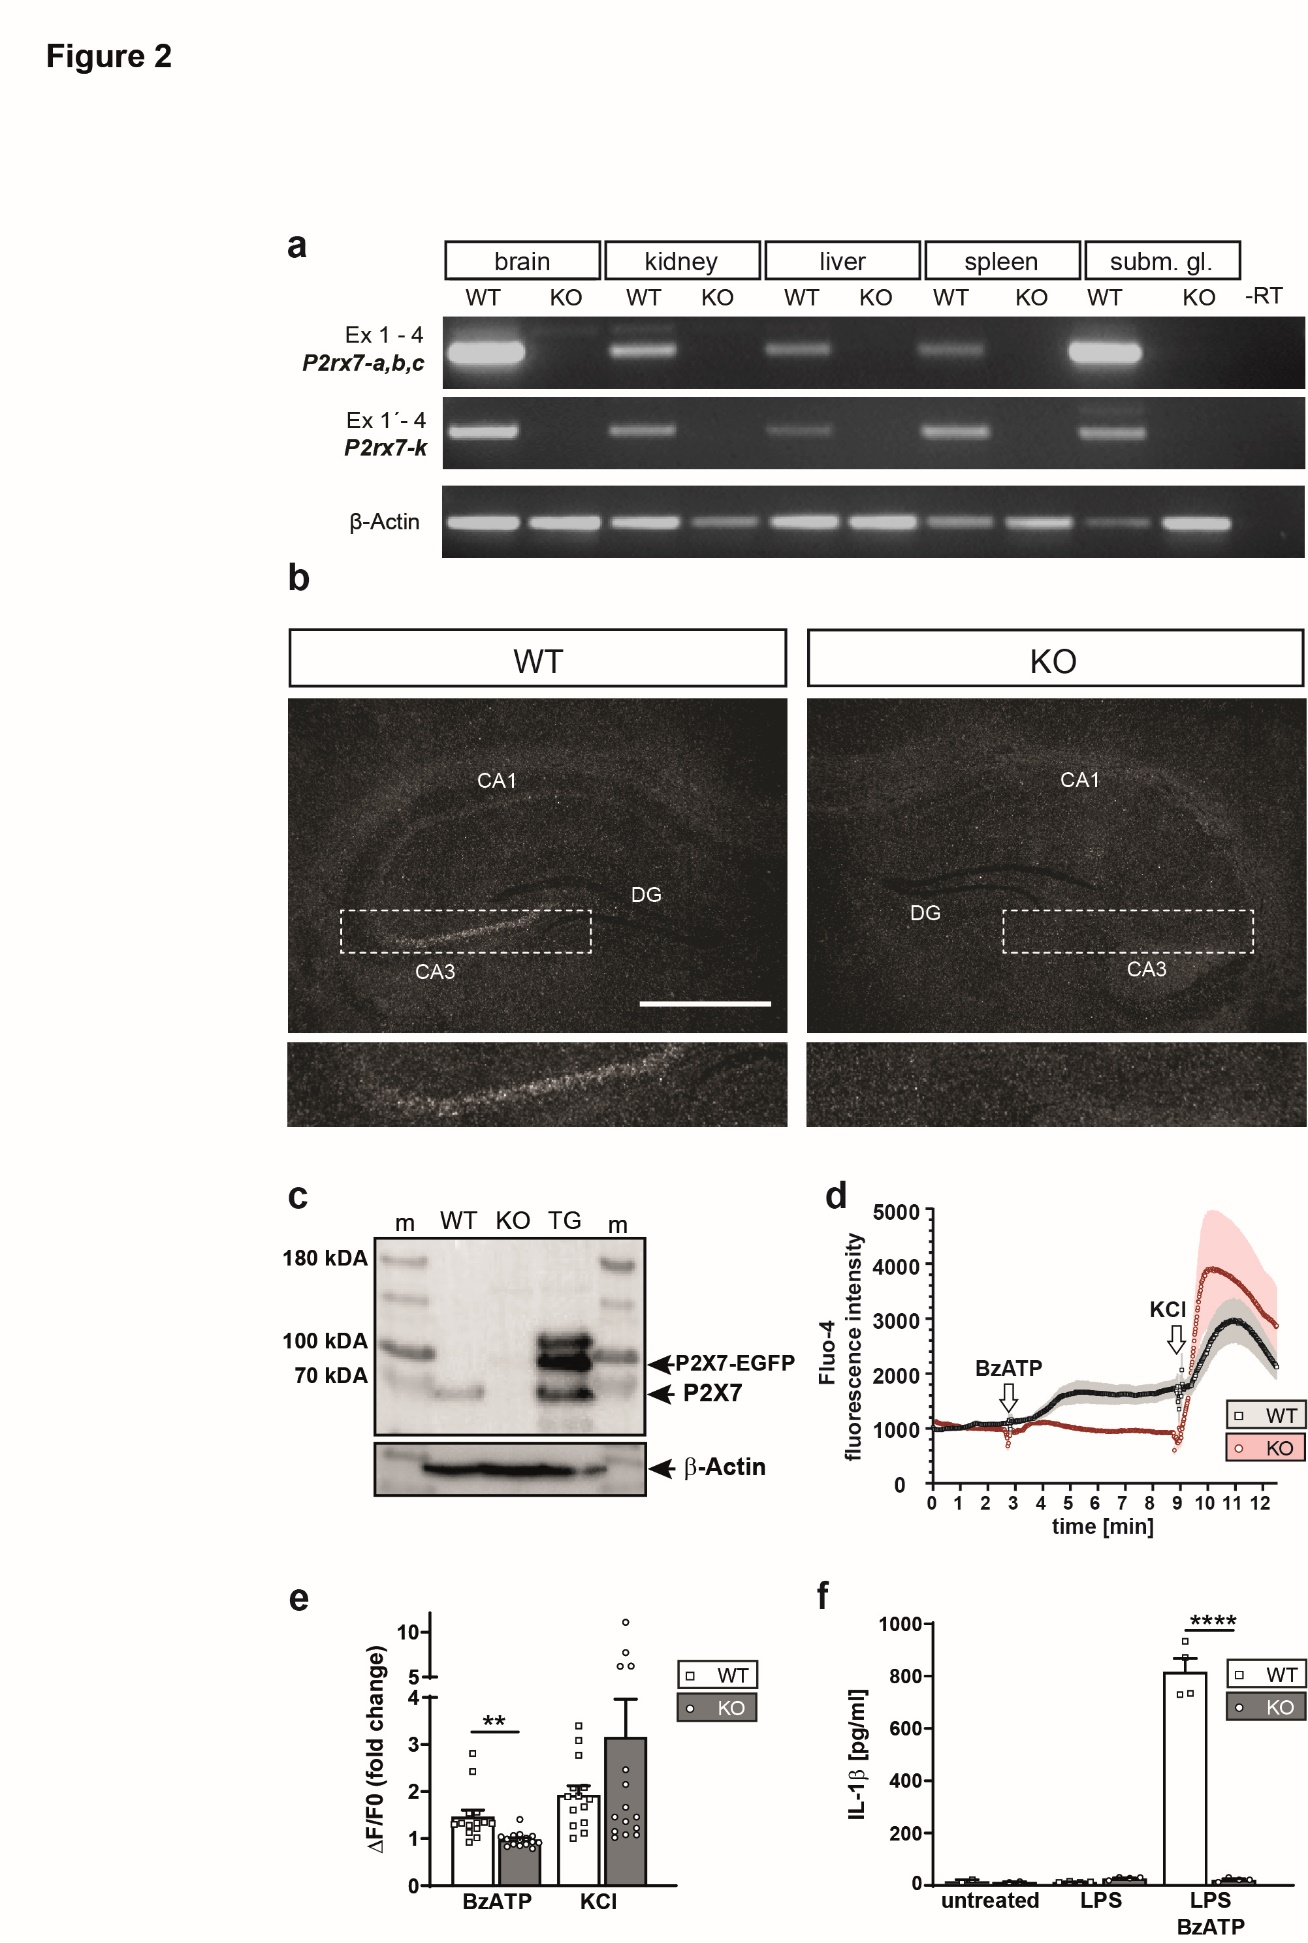 Figure 2
a
brain kidney liver spleen subm. gl.
WT KO WT KO WT KO WT KO WT KO -RT
Ex 1 - 4
P2rx7-a,b,c
Ex 1´- 4
P2rx7-k
β-Actin
b
WT KO
CA1 CA1
DG DG
CA3 CA3
c
m WT KO TG m
180 kDA
100 kDA
70 kDA
P2X7-EGFP
P2X7
β-Actin
d
Fluo-4
fluorescence intensity
5000
4000
3000
2000
1000
0
BzATP
KCl
WT
KO
0 1 2 3 4 5 6 7 8 9 10 11 12
time [min]
e
ΔF/F0 (fold change)
10
5
4
3
2
1
0
**
WT
KO
BzATP KCl
f
IL-1β [pg/ml]
1000
800
600
400
200
0
****
WT
KO
untreated LPS LPS
BzATP